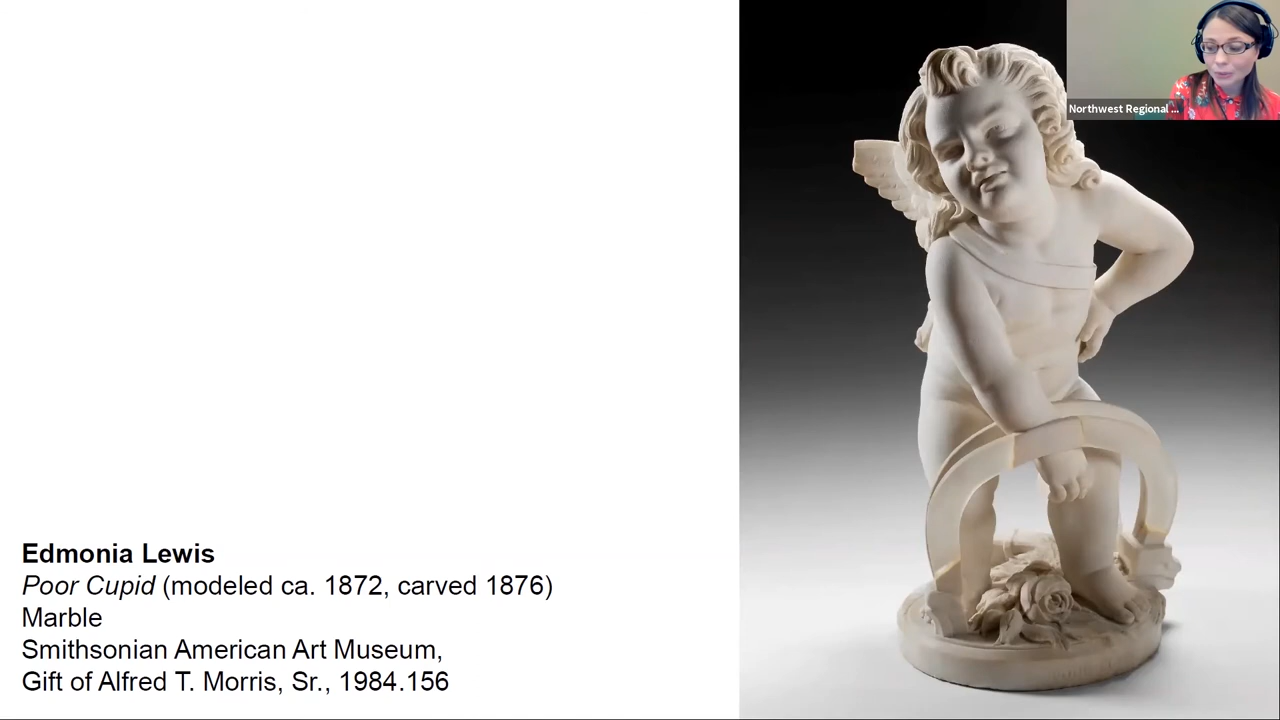 Northwest Regional ...
Edmonia Lewis
Poor Cupid (modeled ca. 1872, carved 1876)
Marble
Smithsonian American Art Museum,
Gift of Alfred T. Morris, Sr., 1984.156